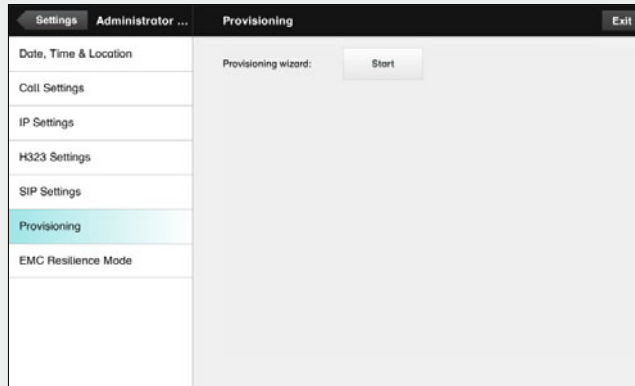 Settings
Administrator ...
Provisioning
Exit
Date, Time & Location
Call Settings
IP Settings
H323 Settings
SIP Settings
Provisioning
EMC Resilience Mode
Provisioning wizard:
Start